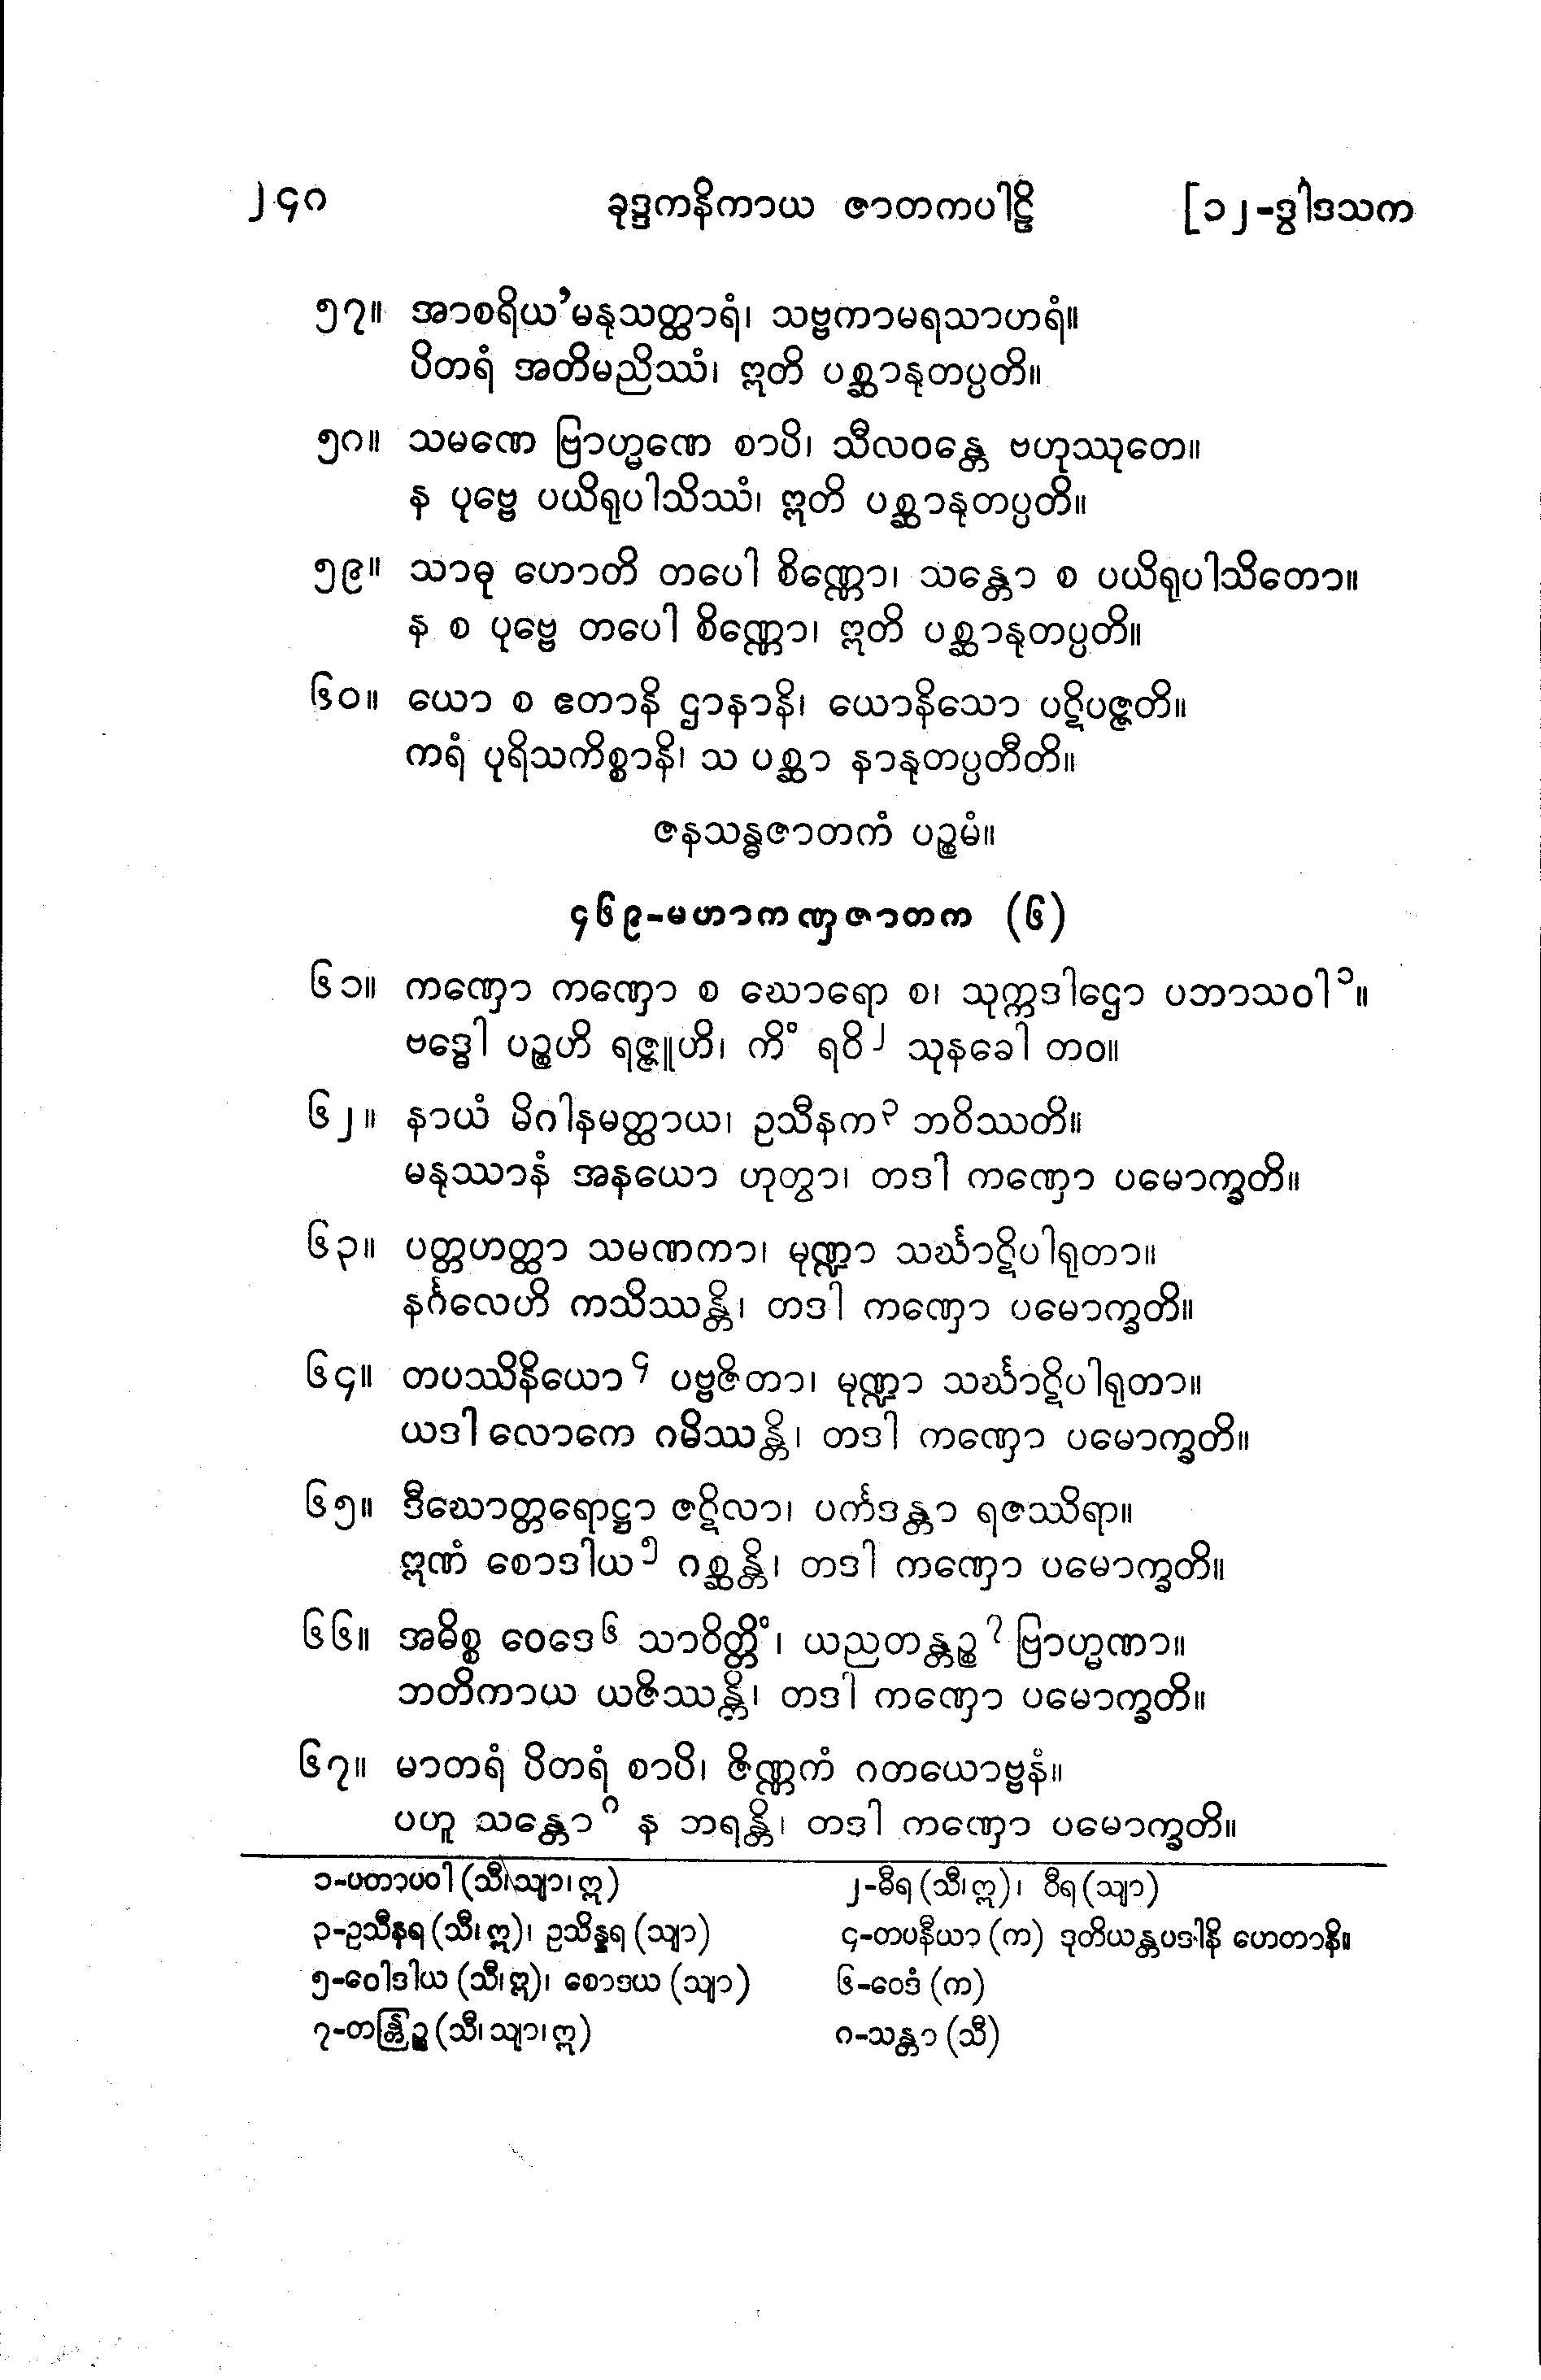 ၂၄၈ ခုဒ္ဒကနိကာယ ဇာတကပါဠိ [၁၂-ဒွါဒသက
၅၇။ အာစရိယ’မနုသတ္ထာရံ၊ သဗ္ဗကာမရသာဟရံ။
ပိတရံ အတိမညိဿံ၊ ဣတိ ပစ္ဆာနုတပ္ပတိ။
၅၈။ သမဏေ ဗြာဟ္မဏေ စာပိ၊ သီလဝန္တေ ဗဟုဿုတေ။
န ပုဗ္ဗေ ပယိရုပါသိဿံ၊ ဣတိ ပစ္ဆာနုတပ္ပတိ။
၅၉။ သာဓု ဟောတိ တပေါ စိဏ္ဏော၊ သန္တော စ ပယိရုပါသိတော။
န စ ပုဗ္ဗေ တပေါ စိဏ္ဏော၊ ဣတိ ပစ္ဆာနုတပ္ပတိ။
၆၀။ ယော စ ဧတာနိ ဌာနာနိ၊ ယောနိသော ပဋိပဇ္ဇတိ။
ကရံ ပုရိသကိစ္စာနိ၊ သ ပစ္ဆာ နာနုတပ္ပတီတိ။
ဇနသန္ဓဇာတကံ ပဉ္စမံ။
၄၆၉-မဟာကဏှဇာတက (၆)
၆၁။ ကဏှော ကဏှော စ ဃောရော စ၊ သုက္ကဒါဌော ပဘာသဝါ ၁။
ဗဒ္ဓေါ ပဉ္စဟိ ရဇ္ဇူဟိ၊ ကိံ ရဝိ ၂ သုနခေါ တဝ။
၆၂။ နာယံ မိဂါနမတ္ထာယ၊ ဥသီနက ၃ ဘဝိဿတိ။
မနုဿာနံ အနယော ဟုတွာ၊ တဒါ ကဏှော ပမောက္ခတိ။
၆၃။ ပတ္တဟတ္ထာ သမဏကာ၊ မုဏ္ဍာ သင်္ဃာဋိပါရုတာ။
နင်္ဂလေဟိ ကသိဿန္တိ၊ တဒါ ကဏှော ပမောက္ခတိ။
၆၄။ တပဿိနိယော ၄ ပဗ္ဗဇိတာ၊ မုဏ္ဍာ သင်္ဃာဋိပါရုတာ။
ယဒါ လောကေ ဂမိဿန္တိ၊ တဒါ ကဏှော ပမောက္ခတိ။
၆၅။ ဒီဃောတ္တရောဋ္ဌာ ဇဋိလာ၊ ပင်္ကဒန္တာ ရဇဿိရာ။
ဣဏံ စောဒါယ ၅ ဂစ္ဆန္တိ၊ တဒါ ကဏှော ပမောက္ခတိ။
၆၆။ အဓိစ္စ ဝေဒေ ၆ သာဝိတ္တိံ၊ ယညတန္တဉ္စ ၇ ဗြာဟ္မဏာ။
ဘတိကာယ ယဇိဿန္တိ၊ တဒါ ကဏှော ပမောက္ခတိ။
၆၇။ မာတရံ ပိတရံ စာပိ၊ ဇိဏ္ဏကံ ဂတယောဗ္ဗနံ။
ပဟူ သန္တော ၈ န ဘရန္တိ၊ တဒါ ကဏှော ပမောက္ခတိ။
၁-ပတာပဝါ (သီ၊သျာ၊ဣ) ၂-ဓီရ (သီ၊ဣ)၊ ဝီရ (သျာ)
၃-ဥသီနရ (သီ၊ဣ)၊ ဥသိန္နရ (သျာ) ၄-တပနီယာ (က) ဒုတိယန္တပဒါနိ ဟေတာနိ။
၅-ဝေါဒါယ (သီ၊ဣ)၊ စောဒယ (သျာ) ၆-ဝေဒံ (က)
၇-တန္တြဉ္စ (သီ၊သျာ၊ဣ) ၈-သန္တာ (သီ)